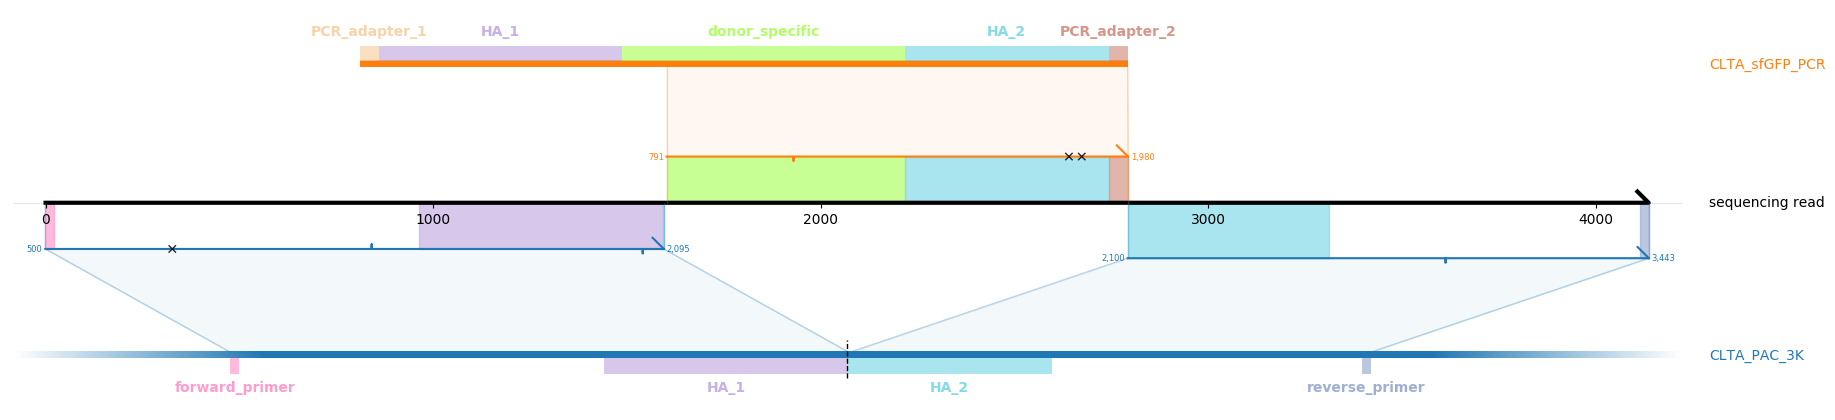 PCR_adapter_1 HA_1 donor_specific HA_2 PCR_adapter_2
CLTA_sfGFP_PCR
791 1,980
sequencing read
0 1000 2000 3000 4000
500 2,095
2,100 3,443
CLTA_PAC_3K
forward_primer HA_1 HA_2 reverse_primer